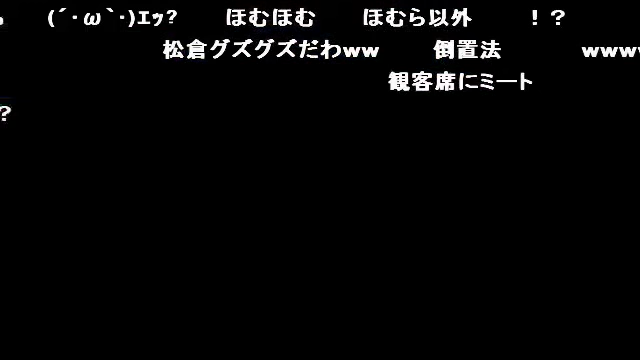 (´･ω`･)ｴｯ?　ほむほむ　ほむら以外　！？
松倉グズグズだわww　倒置法　wwww
観客席にミート
？